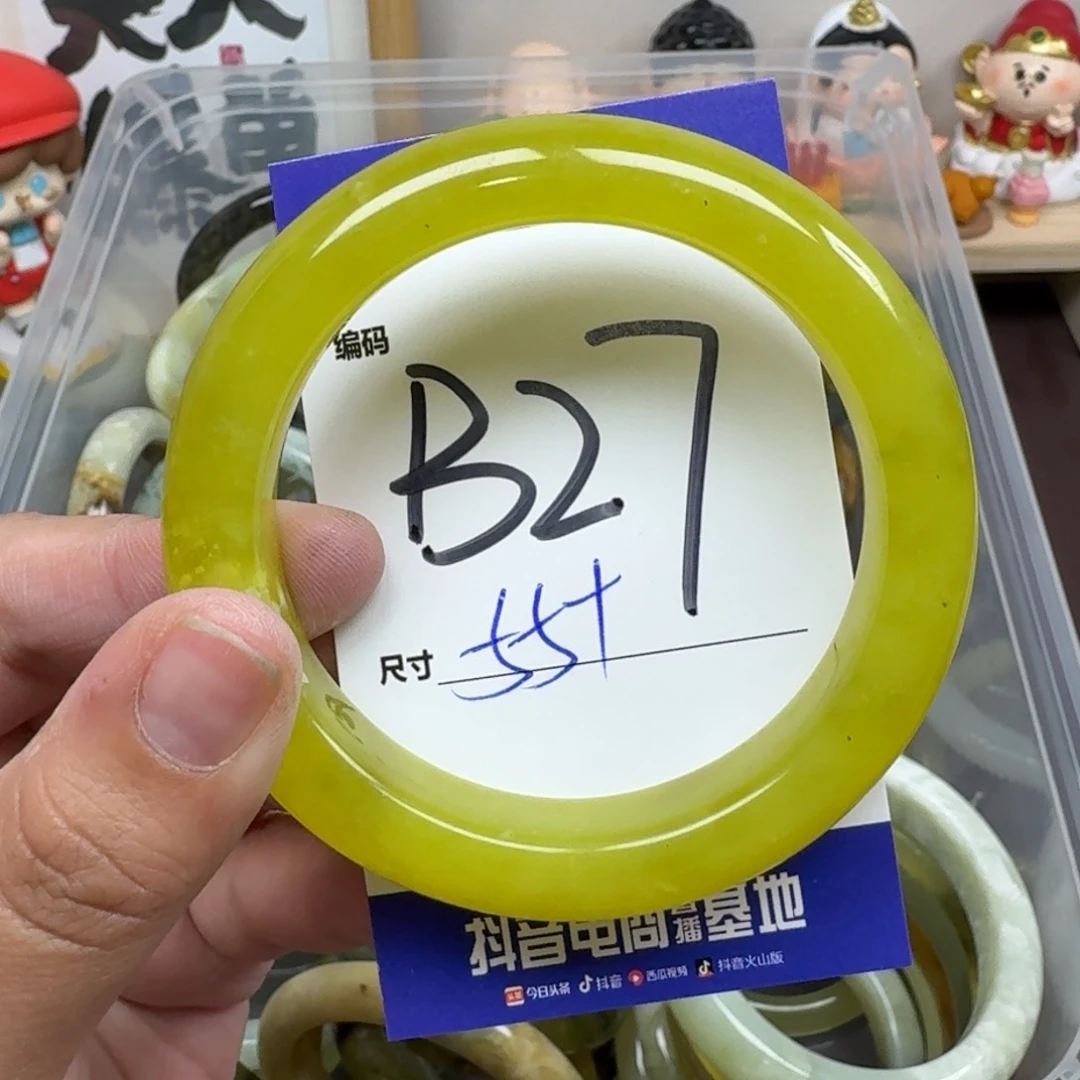 编码
B27
尺寸 55+
抖音电商直播基地
今日头条 抖音 西瓜视频 抖音火山版